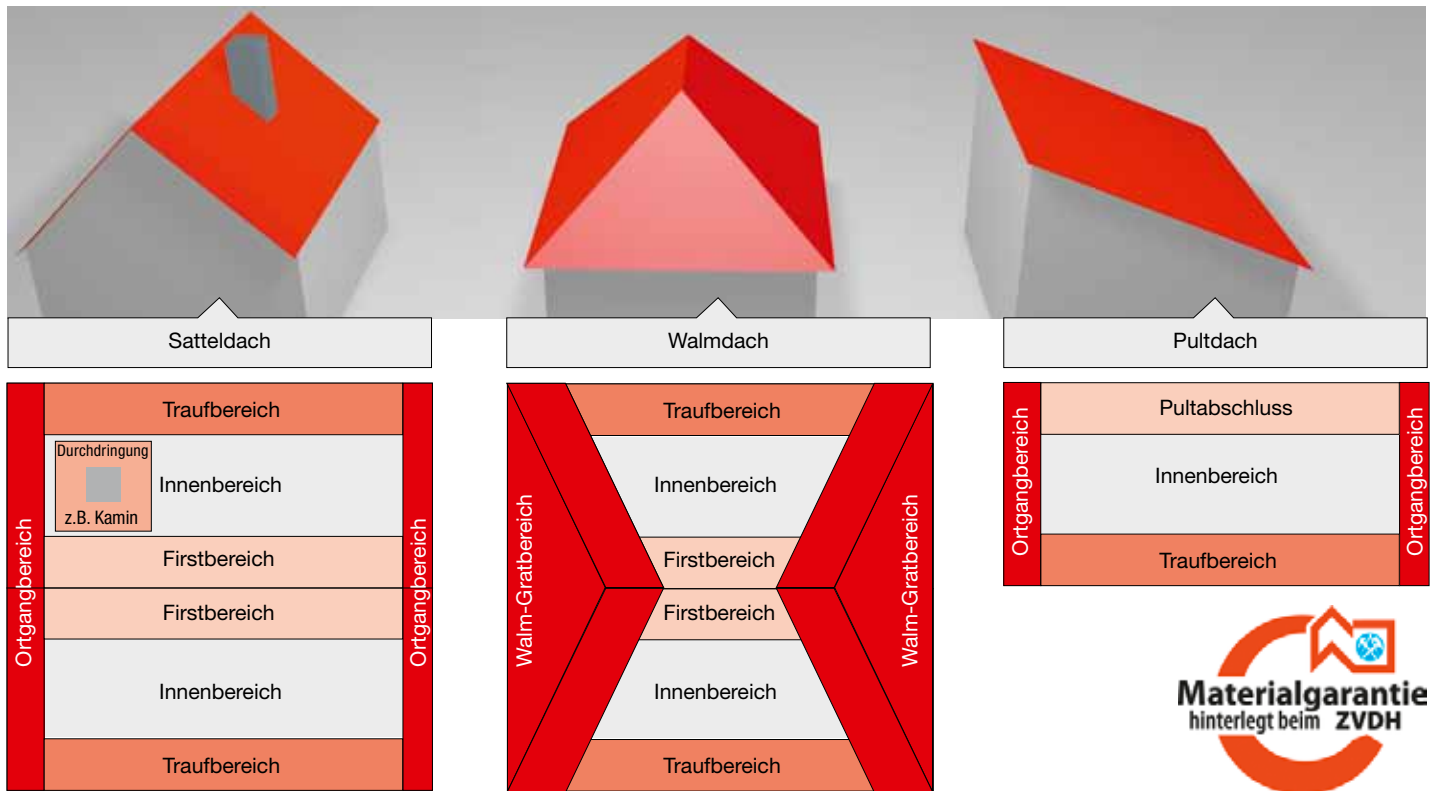 Satteldach
Walmdach
Pultdach
Ortgangbereich
Traufbereich
Durchdringung
z.B. Kamin
Innenbereich
Firstbereich
Firstbereich
Innenbereich
Traufbereich
Ortgangbereich
Walm-Gratbereich
Traufbereich
Innenbereich
Firstbereich
Firstbereich
Innenbereich
Traufbereich
Walm-Gratbereich
Ortgangbereich
Pultabschluss
Innenbereich
Traufbereich
Ortgangbereich
Materialgarantie
hinterlegt beim ZVDH